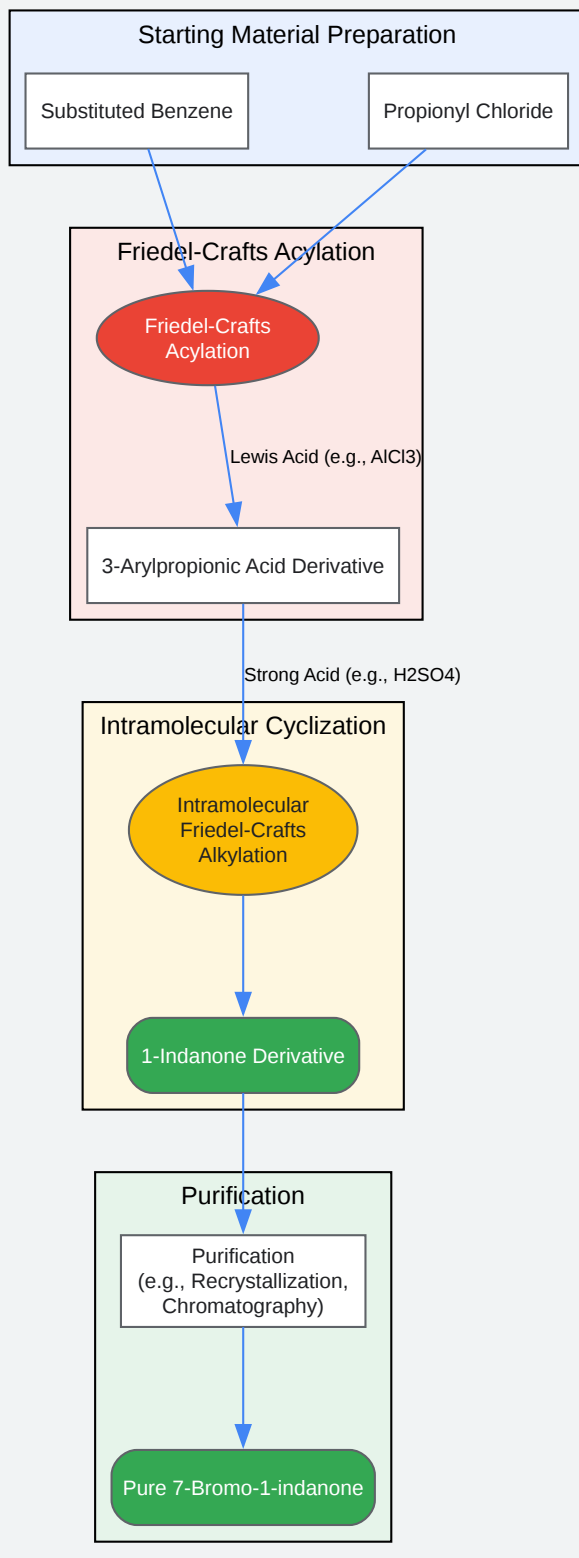 Starting Material Preparation
Substituted Benzene
Propionyl Chloride
Friedel-Crafts Acylation
Friedel-Crafts
Acylation
Lewis Acid (e.g., AlCl3)
3-Arylpropionic Acid Derivative
Strong Acid (e.g., H2SO4)
Intramolecular Cyclization
Intramolecular
Friedel-Crafts
Alkylation
1-Indanone Derivative
Purification
Purification
(e.g., Recrystallization,
Chromatography)
Pure 7-Bromo-1-indanone